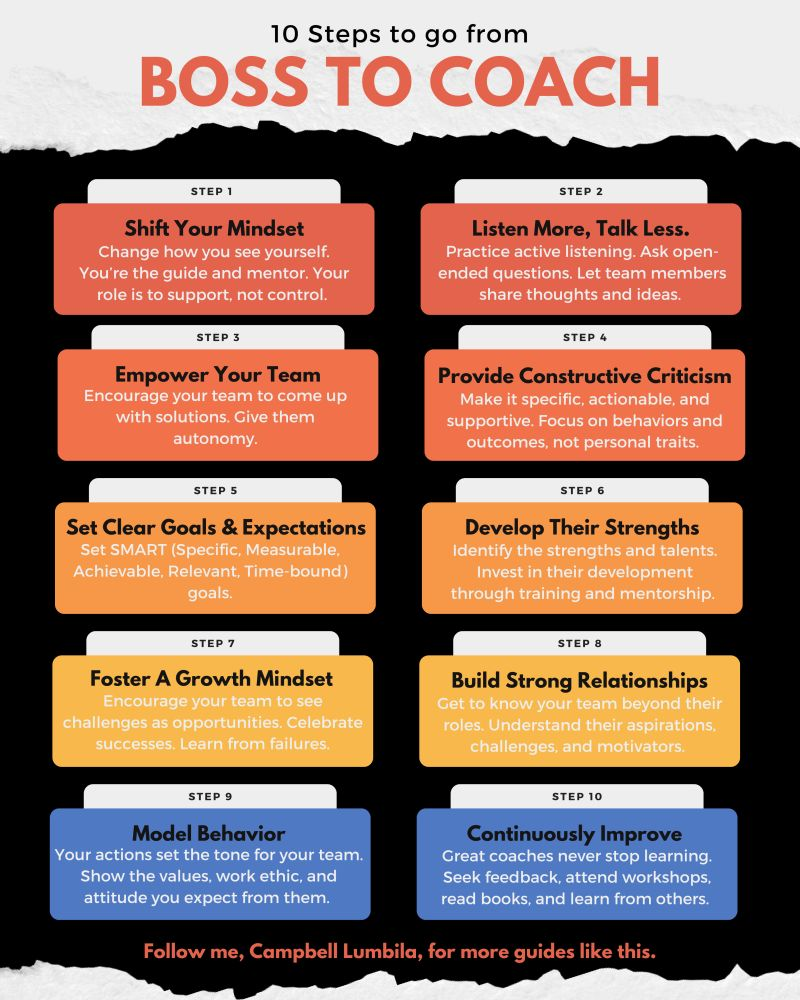 10 Steps to go from
BOSS TO COACH
STEP 1
Shift Your Mindset
Change how you see yourself.
You're the guide and mentor. Your
role is to support, not control.
STEP 2
Listen More, Talk Less.
Practice active listening. Ask open-
ended questions. Let team members
share thoughts and ideas.
STEP 3
Empower Your Team
Encourage your team to come up
with solutions. Give them
autonomy.
STEP 4
Provide Constructive Criticism
Make it specific, actionable, and
supportive. Focus on behaviors and
outcomes, not personal traits.
STEP 5
Set Clear Goals & Expectations
Set SMART (Specific, Measurable,
Achievable, Relevant, Time-bound)
goals.
STEP 6
Develop Their Strengths
Identify the strengths and talents.
Invest in their development
through training and mentorship.
STEP 7
Foster A Growth Mindset
Encourage your team to see
challenges as opportunities. Celebrate
successes. Learn from failures.
STEP 8
Build Strong Relationships
Get to know your team beyond their
roles. Understand their aspirations,
challenges, and motivators.
STEP 9
Model Behavior
Your actions set the tone for your team.
Show the values, work ethic, and
attitude you expect from them.
STEP 10
Continuously Improve
Great coaches never stop learning.
Seek feedback, attend workshops,
read books, and learn from others.
Follow me, Campbell Lumbila, for more guides like this.